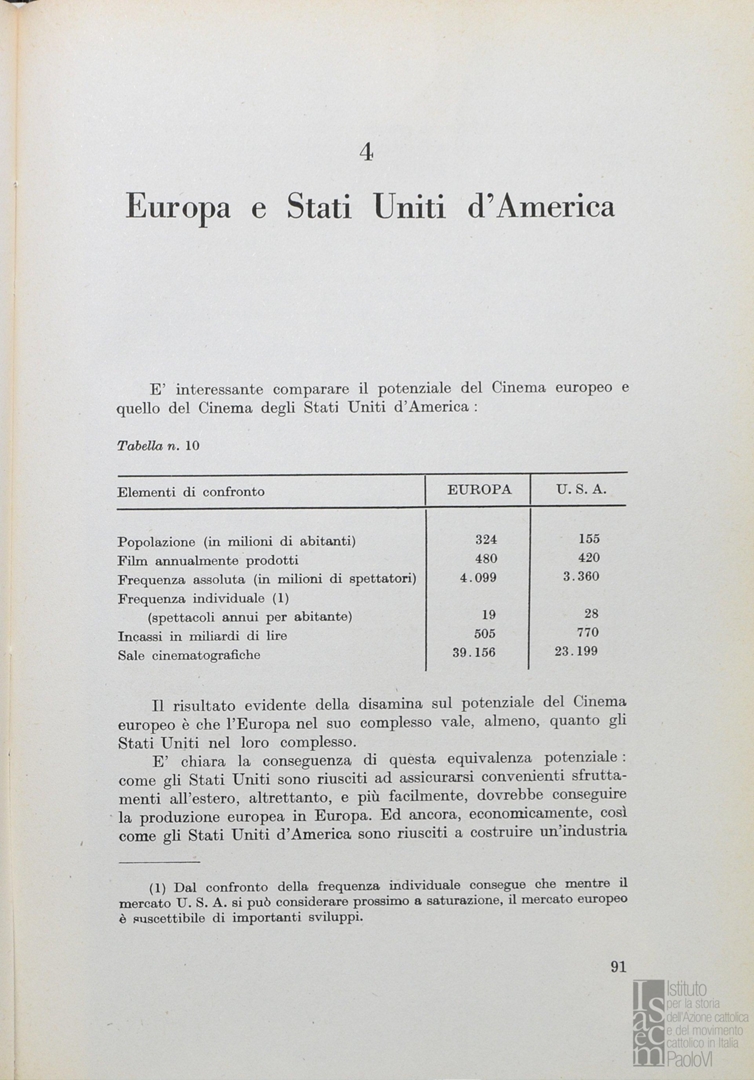 4
Europa e Stati Uniti d'America
E' interessante comparare il potenziale del Cinema europeo e
quello del Cinema degli Stati Uniti d'America :
Tabella n. 10
Elementi di confronto EUROPA U. S. A.
Popolazione (in milioni di abitanti) 324 155
Film annualmente prodotti 480 420
Frequenza assoluta (in milioni di spettatori) 4.099 3.360
Frequenza individuale (1)
(spettacoli annui per abitante) 19 28
Incassi in miliardi di lire 505 770
Sale cinematografiche 39.156 23.199
Il risultato evidente della disamina sul potenziale del Cinema
europeo è che l'Europa nel suo complesso vale, almeno, quanto gli
Stati Uniti nel loro complesso.
E' chiara la conseguenza di questa equivalenza potenziale :
come gli Stati Uniti sono riusciti ad assicurarsi convenienti sfrutta-
menti all'estero, altrettanto, e più facilmente, dovrebbe conseguire
la produzione europea in Europa. Ed ancora, economicamente, così
come gli Stati Uniti d'America sono riusciti a costruire un'industria
(1) Dal confronto della frequenza individuale consegue che mentre il
mercato U. S. A. si può considerare prossimo a saturazione, il mercato europeo
è suscettibile di importanti sviluppi.
91
Isacem
Istituto
per la storia
dell'Azione cattolica
e del movimento
cattolico in Italia
PaoloVI